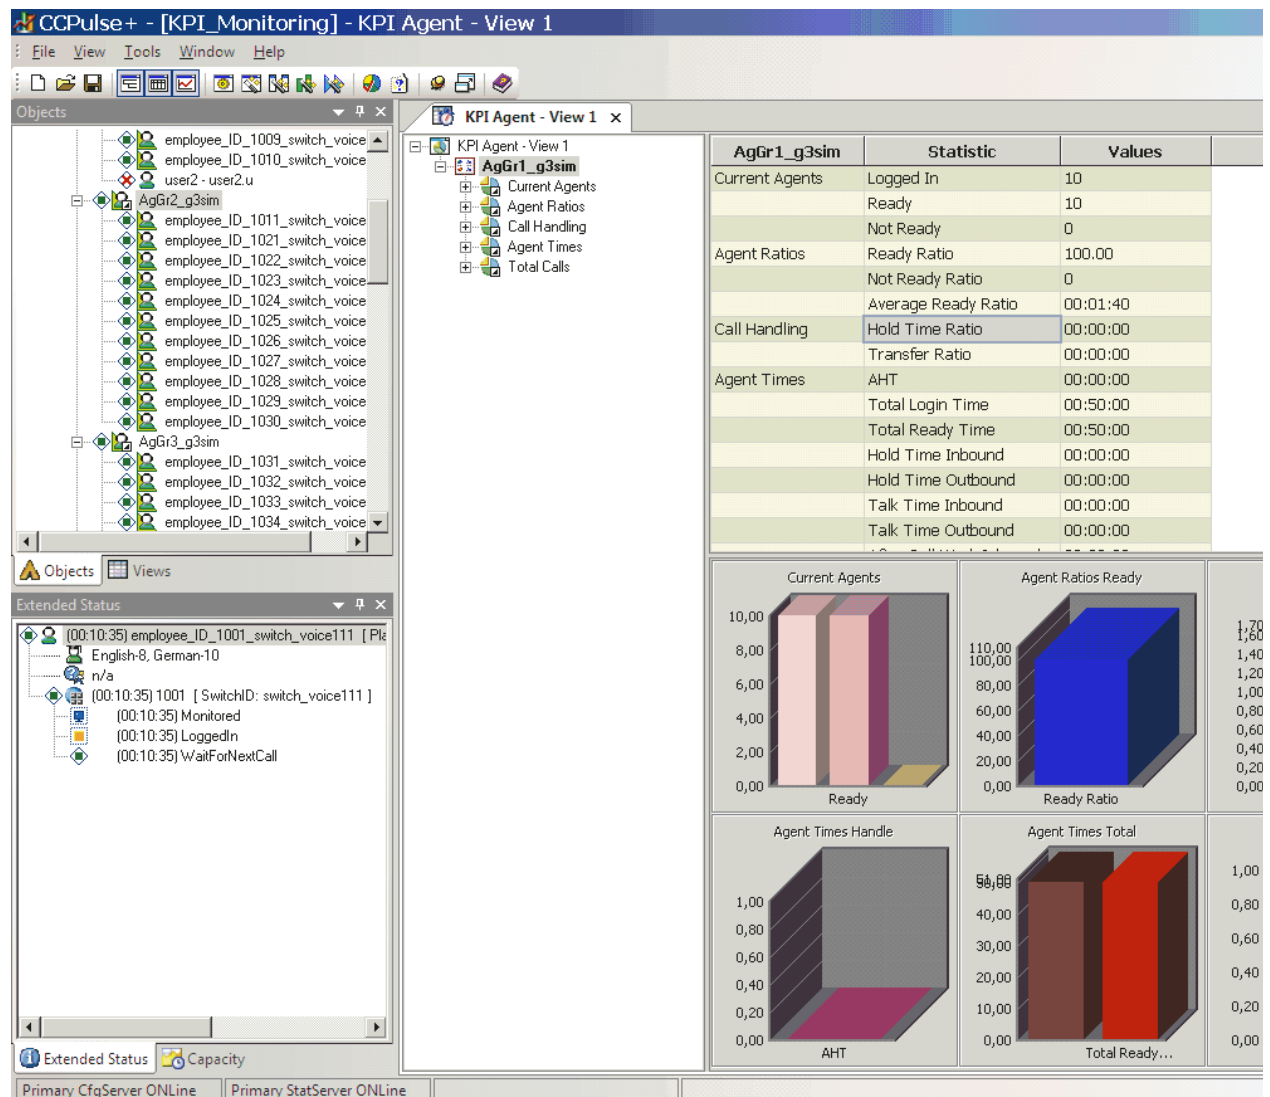 CCPulse+ - [KPI_Monitoring] - KPI Agent - View 1
File View Tools Window Help
Objects
employee_ID_1009_switch_voice
employee_ID_1010_switch_voice
user2 - user2.u
AgGr2_g3sim
employee_ID_1011_switch_voice
employee_ID_1021_switch_voice
employee_ID_1022_switch_voice
employee_ID_1023_switch_voice
employee_ID_1024_switch_voice
employee_ID_1025_switch_voice
employee_ID_1026_switch_voice
employee_ID_1027_switch_voice
employee_ID_1028_switch_voice
employee_ID_1029_switch_voice
employee_ID_1030_switch_voice
AgGr3_g3sim
employee_ID_1031_switch_voice
employee_ID_1032_switch_voice
employee_ID_1033_switch_voice
employee_ID_1034_switch_voice
Objects Views
Extended Status
(00:10:35) employee_ID_1001_switch_voice111 [ Pla
English-8, German-10
n/a
(00:10:35) 1001 [ SwitchID: switch_voice111 ]
(00:10:35) Monitored
(00:10:35) LoggedIn
(00:10:35) WaitForNextCall
Extended Status Capacity
Primary CfgServer ONLine Primary StatServer ONLine
KPI Agent - View 1
KPI Agent - View 1
AgGr1_g3sim
Current Agents
Agent Ratios
Call Handling
Agent Times
Total Calls
AgGr1_g3sim Statistic Values
Current Agents Logged In 10
Ready 10
Not Ready 0
Agent Ratios Ready Ratio 100.00
Not Ready Ratio 0
Average Ready Ratio 00:01:40
Call Handling Hold Time Ratio 00:00:00
Transfer Ratio 00:00:00
Agent Times AHT 00:00:00
Total Login Time 00:50:00
Total Ready Time 00:50:00
Hold Time Inbound 00:00:00
Hold Time Outbound 00:00:00
Talk Time Inbound 00:00:00
Talk Time Outbound 00:00:00
Current Agents
10,00
8,00
6,00
4,00
2,00
0,00
Ready
Agent Ratios Ready
110,00
100,00
80,00
60,00
40,00
20,00
0,00
Ready Ratio
1,70
1,60
1,40
1,20
1,00
0,80
0,60
0,40
0,20
0,00
Agent Times Handle
1,00
0,80
0,60
0,40
0,20
0,00
AHT
Agent Times Total
40,00
30,00
20,00
10,00
0,00
Total Ready...
1,00
0,80
0,60
0,40
0,20
0,00